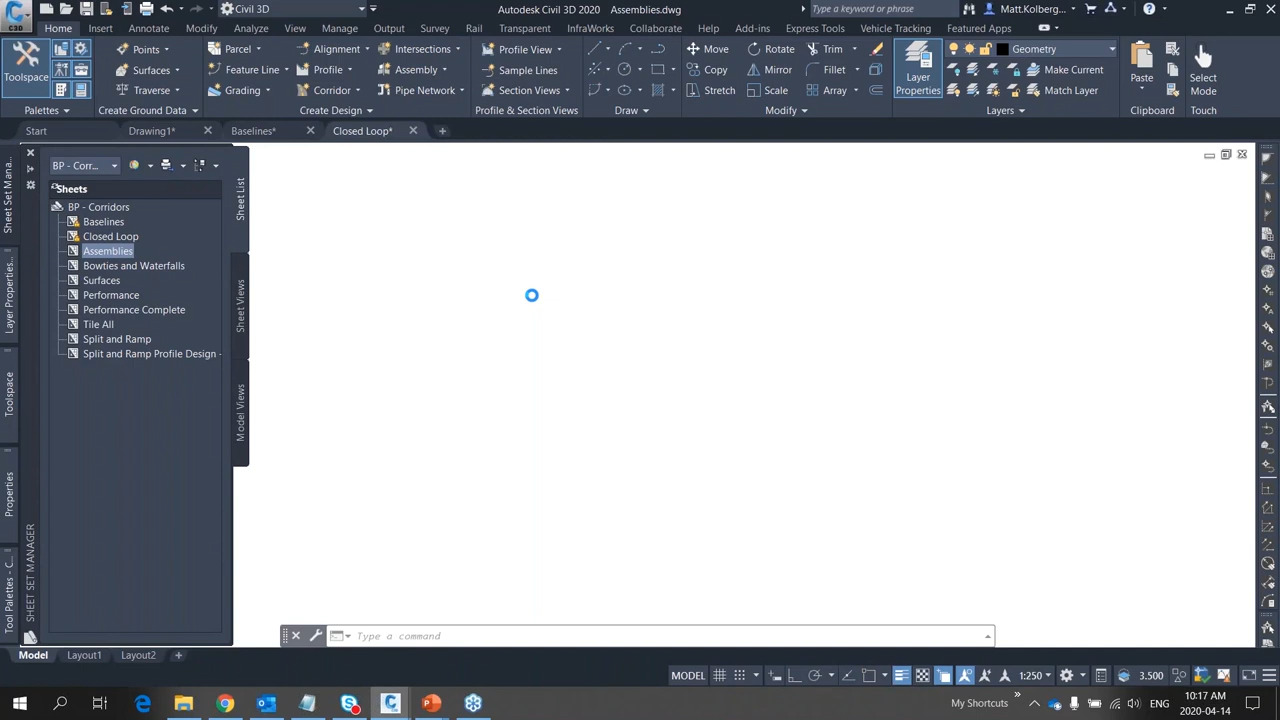 C3D
Civil 3D
Autodesk Civil 3D 2020 Assemblies.dwg
Type a keyword or phrase
Matt.Kolberg...
Home Insert Annotate Modify Analyze View Manage Output Survey Rail Transparent InfraWorks Collaborate Help Add-ins Express Tools Vehicle Tracking Featured Apps
Toolspace
Palettes
Points
Surfaces
Traverse
Create Ground Data
Parcel
Feature Line
Grading
Alignment
Profile
Corridor
Intersections
Assembly
Pipe Network
Create Design
Profile View
Sample Lines
Section Views
Profile & Section Views
Draw
Move
Copy
Stretch
Rotate
Mirror
Scale
Trim
Fillet
Array
Modify
Layer
Properties
Geometry
Make Current
Match Layer
Layers
Paste
Clipboard
Select
Mode
Touch
Start
Drawing1*
Baselines*
Closed Loop*
BP - Corr...
Sheets
BP - Corridors
Baselines
Closed Loop
Assemblies
Bowties and Waterfalls
Surfaces
Performance
Performance Complete
Tile All
Split and Ramp
Split and Ramp Profile Design -
Sheet List
Sheet Views
Model Views
Sheet Set Mana...
Layer Properties...
Toolspace
Properties
Tool Palettes - C...
SHEET SET MANAGER
Type a command
Model Layout1 Layout2
MODEL
1:250
3.500
My Shortcuts
ENG
10:17 AM
2020-04-14